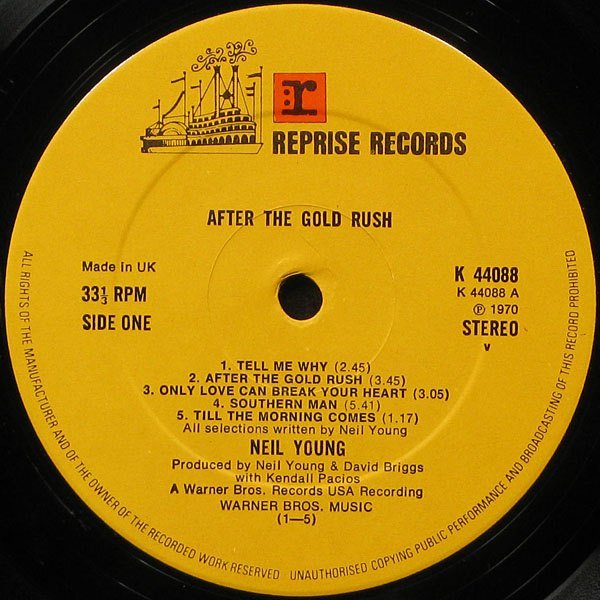 r
REPRISE RECORDS
AFTER THE GOLD RUSH
Made in UK
33⅓ RPM
SIDE ONE
K 44088
K 44088 A
℗ 1970
STEREO
v
1. TELL ME WHY (2.45)
2. AFTER THE GOLD RUSH (3.45)
3. ONLY LOVE CAN BREAK YOUR HEART (3.05)
4. SOUTHERN MAN (5.41)
5. TILL THE MORNING COMES (1.17)
All selections written by Neil Young
NEIL YOUNG
Produced by Neil Young & David Briggs
with Kendall Pacios
A Warner Bros. Records USA Recording
WARNER BROS. MUSIC
(1—5)
ALL RIGHTS OF THE MANUFACTURER AND OF THE OWNER OF THE RECORDED WORK RESERVED UNAUTHORISED COPYING PUBLIC PERFORMANCE AND BROADCASTING OF THIS RECORD PROHIBITED